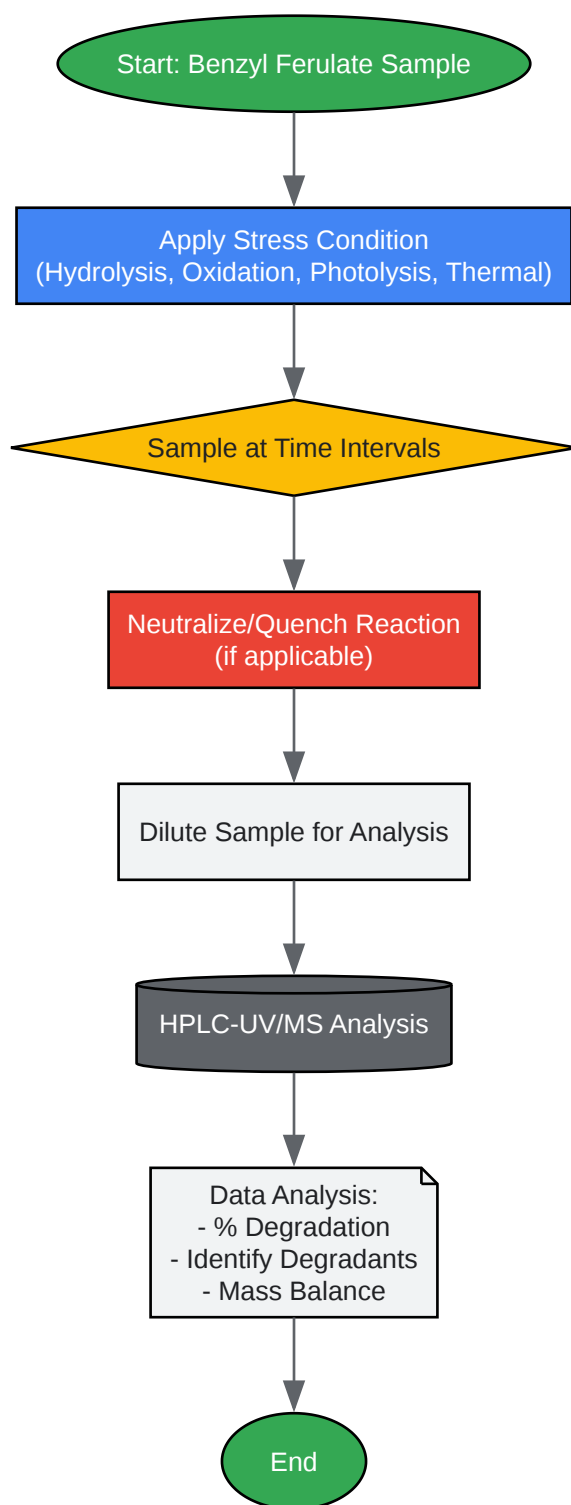 Start: Benzyl Ferulate Sample
Apply Stress Condition
(Hydrolysis, Oxidation, Photolysis, Thermal)
Sample at Time Intervals
Neutralize/Quench Reaction
(if applicable)
Dilute Sample for Analysis
HPLC-UV/MS Analysis
Data Analysis:
- % Degradation
- Identify Degradants
- Mass Balance
End